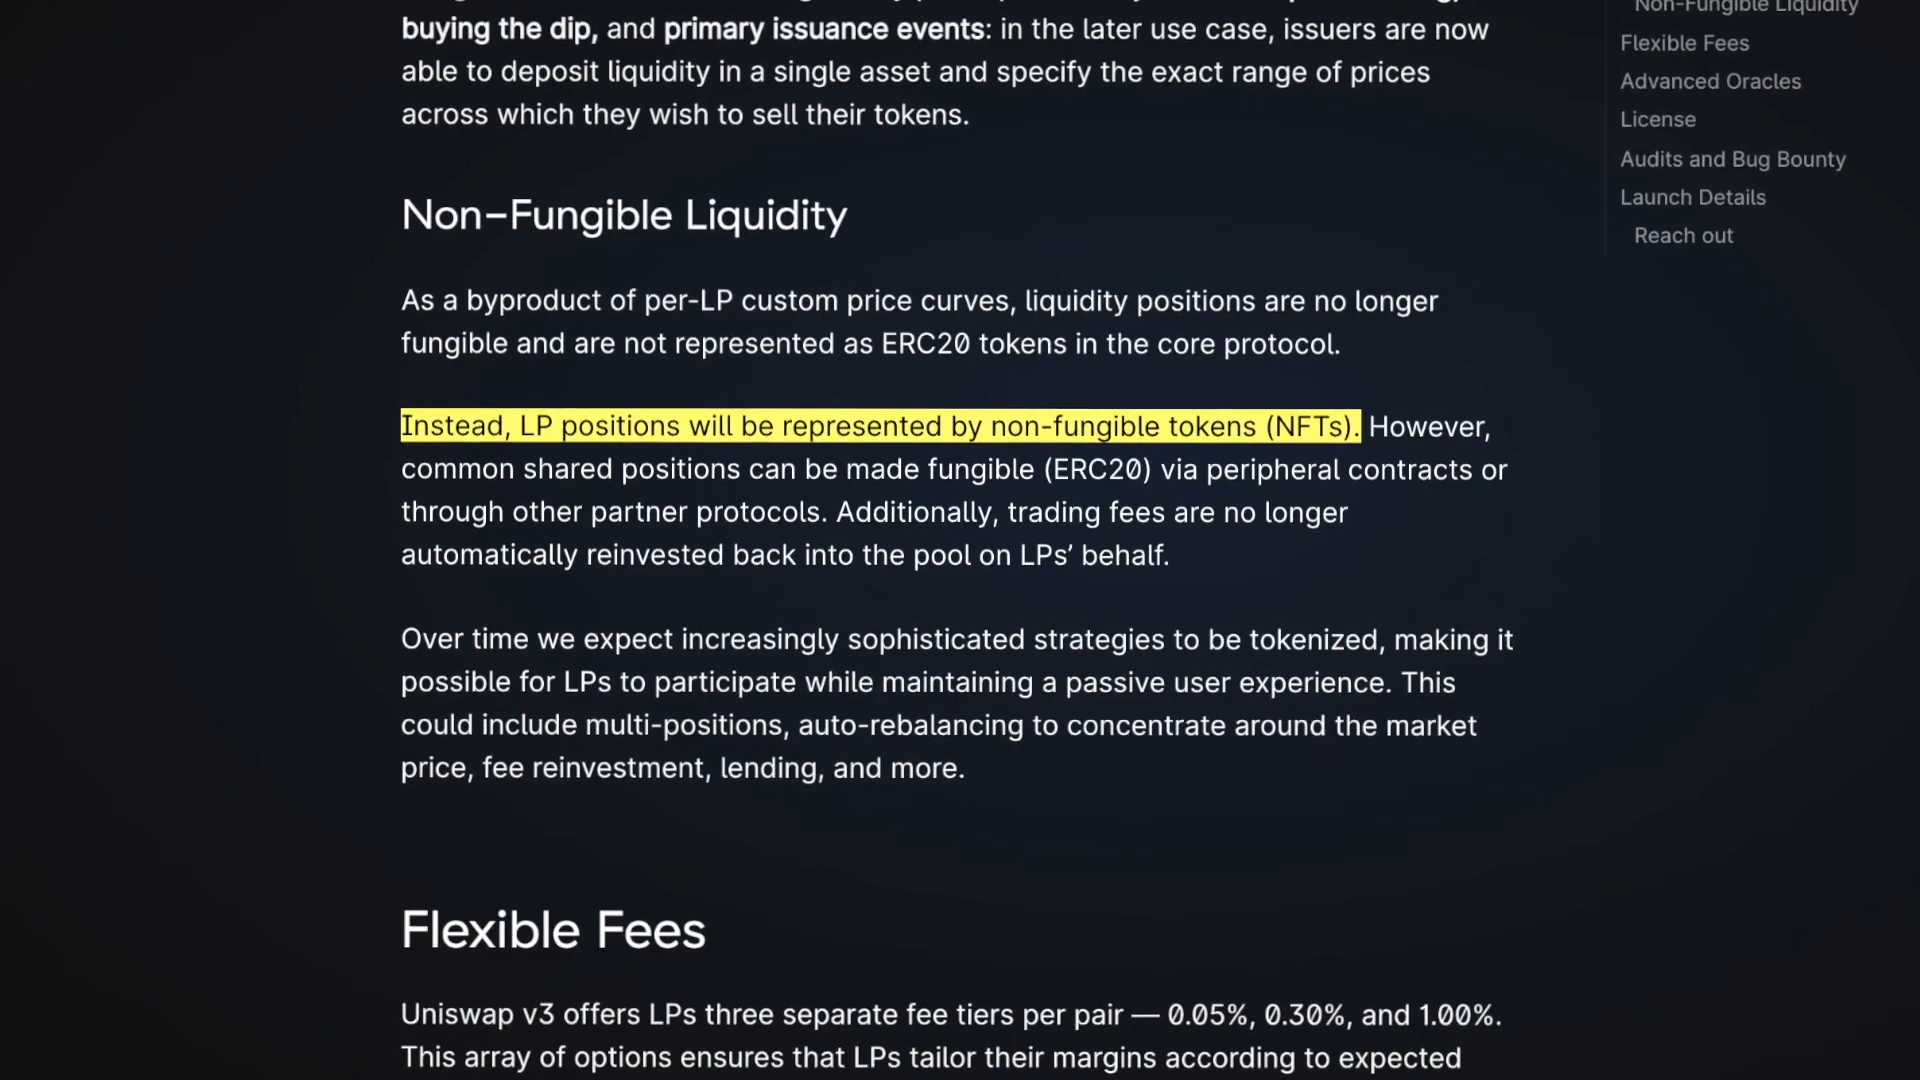 buying the dip, and primary issuance events: in the later use case, issuers are now
able to deposit liquidity in a single asset and specify the exact range of prices
across which they wish to sell their tokens.
Non-Fungible Liquidity
As a byproduct of per-LP custom price curves, liquidity positions are no longer
fungible and are not represented as ERC20 tokens in the core protocol.
Instead, LP positions will be represented by non-fungible tokens (NFTs). However,
common shared positions can be made fungible (ERC20) via peripheral contracts or
through other partner protocols. Additionally, trading fees are no longer
automatically reinvested back into the pool on LPs’ behalf.
Over time we expect increasingly sophisticated strategies to be tokenized, making it
possible for LPs to participate while maintaining a passive user experience. This
could include multi-positions, auto-rebalancing to concentrate around the market
price, fee reinvestment, lending, and more.
Flexible Fees
Uniswap v3 offers LPs three separate fee tiers per pair — 0.05%, 0.30%, and 1.00%.
This array of options ensures that LPs tailor their margins according to expected
Non-Fungible Liquidity
Flexible Fees
Advanced Oracles
License
Audits and Bug Bounty
Launch Details
Reach out